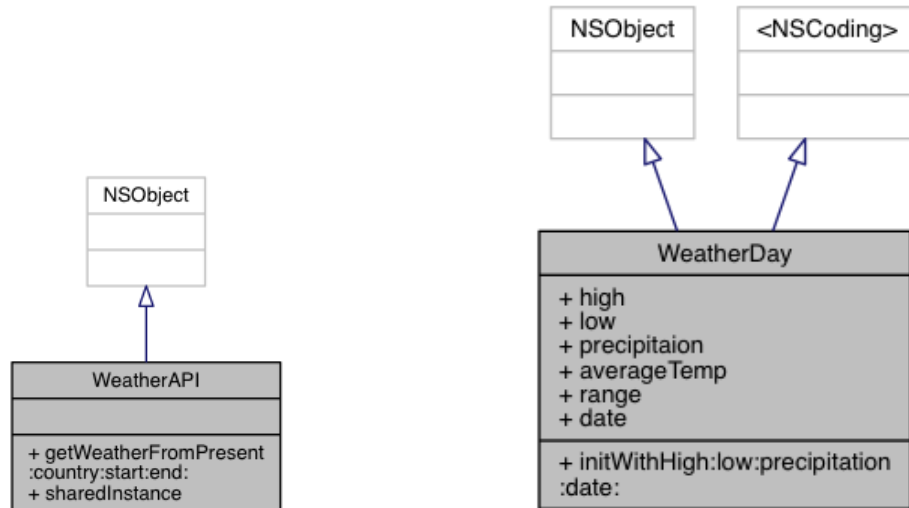 NSObject
WeatherAPI
+ getWeatherFromPresent
:country:start:end:
+ sharedInstance
NSObject
<NSCoding>
WeatherDay
+ high
+ low
+ precipitaion
+ averageTemp
+ range
+ date
+ initWithHigh:low:precipitation
:date: